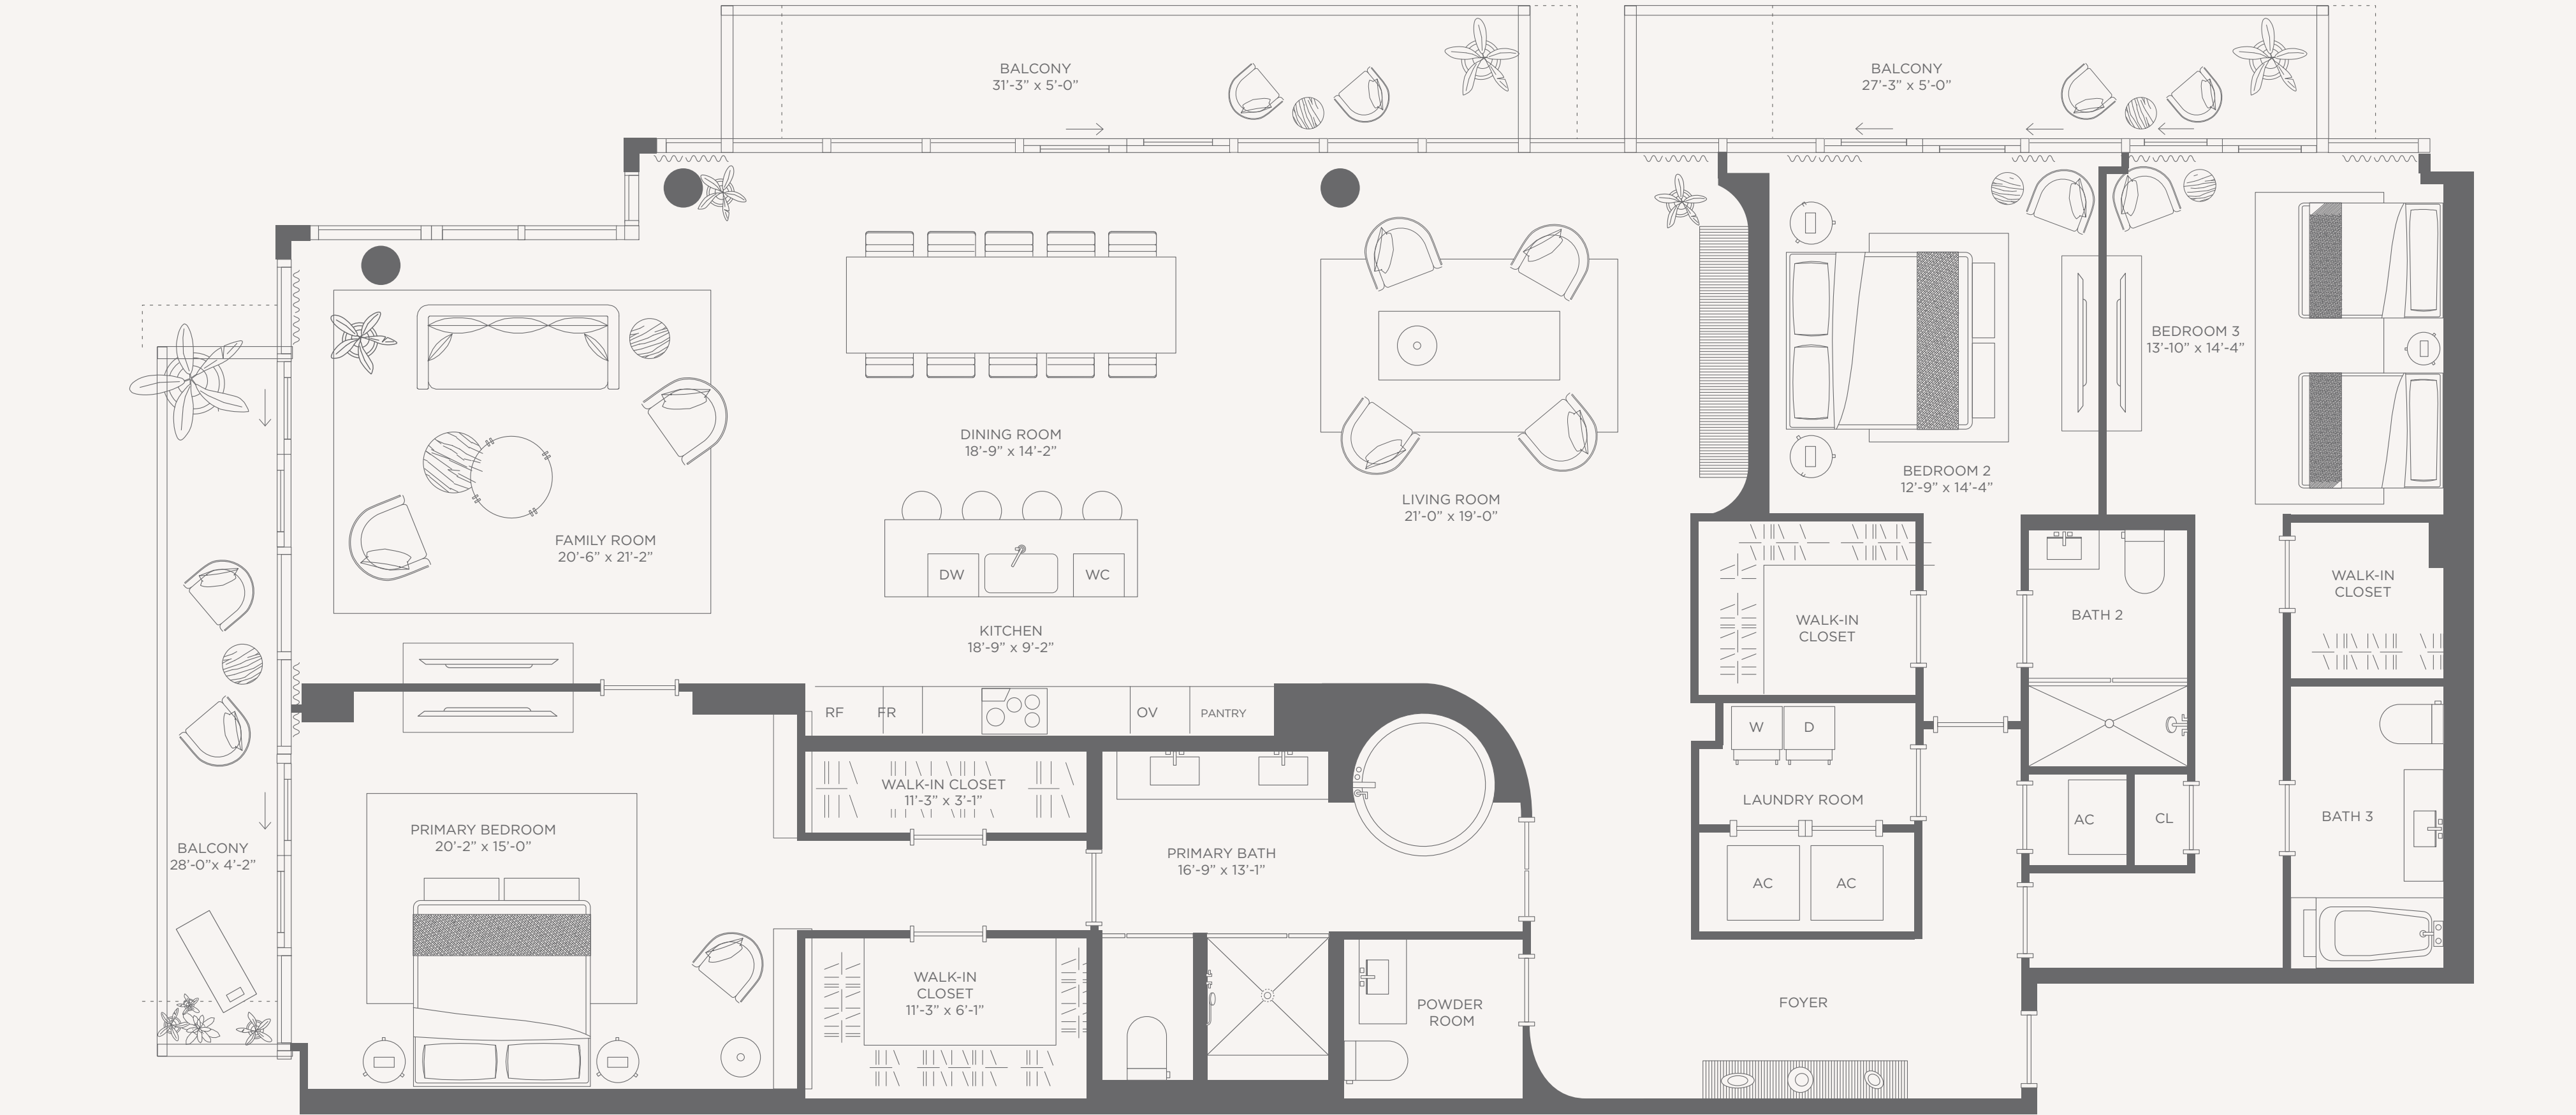 BALCONY
31'-3" x 5'-0"
BALCONY
27'-3" x 5'-0"
BEDROOM 3
13'-10" x 14'-4"
DINING ROOM
18'-9" x 14'-2"
BEDROOM 2
12'-9" x 14'-4"
LIVING ROOM
21'-0" x 19'-0"
FAMILY ROOM
20'-6" x 21'-2"
DW
WC
WALK-IN
CLOSET
BATH 2
WALK-IN
CLOSET
KITCHEN
18'-9" x 9'-2"
RF
FR
OV
PANTRY
W
D
WALK-IN CLOSET
11'-3" x 3'-1"
LAUNDRY ROOM
AC
CL
BATH 3
PRIMARY BEDROOM
20'-2" x 15'-0"
BALCONY
28'-0"x 4'-2"
PRIMARY BATH
16'-9" x 13'-1"
AC
AC
WALK-IN
CLOSET
11'-3" x 6'-1"
POWDER
ROOM
FOYER